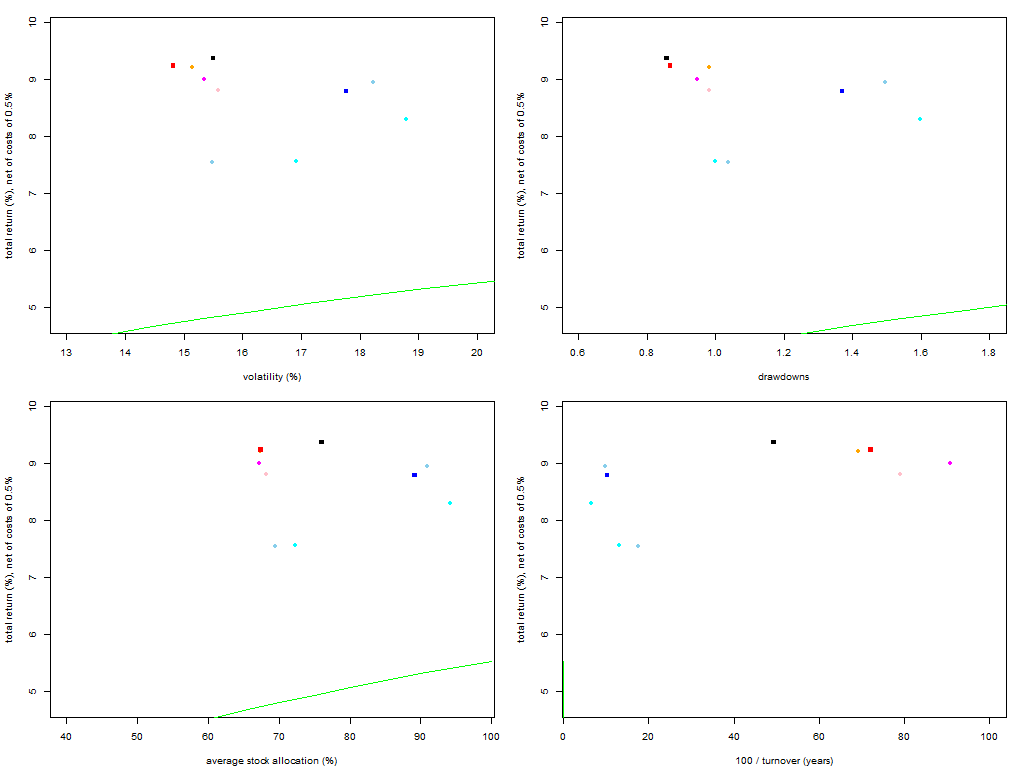 10
9
8
7
6
5
total return (%), net of costs of 0.5%
13 14 15 16 17 18 19 20
volatility (%)
10
9
8
7
6
5
total return (%), net of costs of 0.5%
0.6 0.8 1.0 1.2 1.4 1.6 1.8
drawdowns
10
9
8
7
6
5
total return (%), net of costs of 0.5%
40 50 60 70 80 90 100
average stock allocation (%)
10
9
8
7
6
5
total return (%), net of costs of 0.5%
0 20 40 60 80 100
100 / turnover (years)